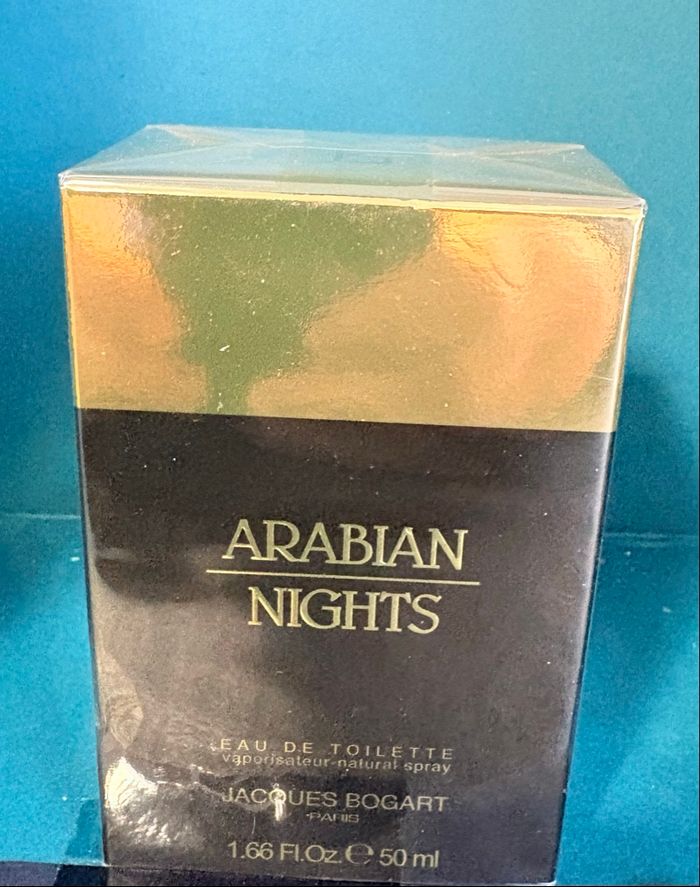 ARABIAN
NIGHTS
EAU DE TOILETTE
vaporisateur-natural spray
JACQUES BOGART
-PARIS
1.66 Fl.Oz. ℮ 50 ml